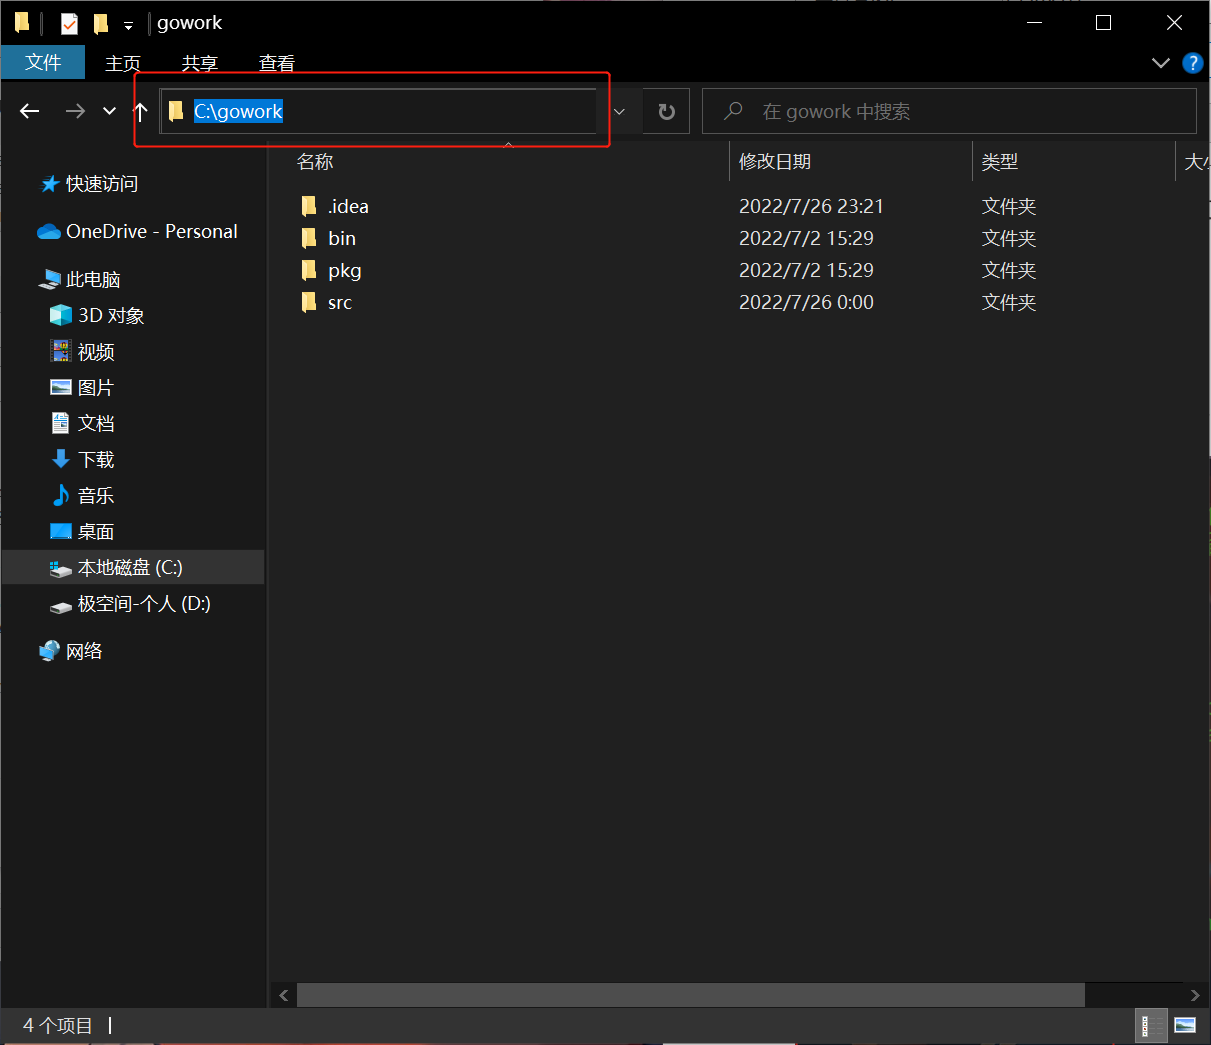 gowork
文件 主页 共享 查看
C:\gowork 在 gowork 中搜索
名称 修改日期 类型
.idea 2022/7/26 23:21 文件夹
bin 2022/7/2 15:29 文件夹
pkg 2022/7/2 15:29 文件夹
src 2022/7/26 0:00 文件夹
快速访问
OneDrive - Personal
此电脑
3D 对象
视频
图片
文档
下载
音乐
桌面
本地磁盘 (C:)
极空间-个人 (D:)
网络
4 个项目